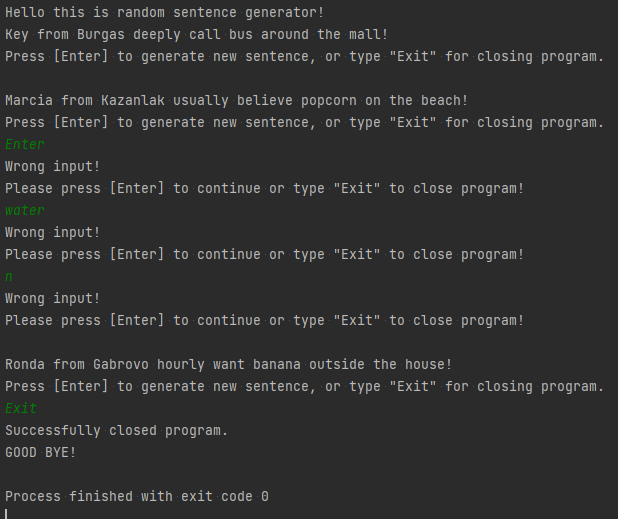 Hello this is random sentence generator!
Key from Burgas deeply call bus around the mall!
Press [Enter] to generate new sentence, or type "Exit" for closing program.
Marcia from Kazanlak usually believe popcorn on the beach!
Press [Enter] to generate new sentence, or type "Exit" for closing program.
Enter
Wrong input!
Please press [Enter] to continue or type "Exit" to close program!
water
Wrong input!
Please press [Enter] to continue or type "Exit" to close program!
n
Wrong input!
Please press [Enter] to continue or type "Exit" to close program!
Ronda from Gabrovo hourly want banana outside the house!
Press [Enter] to generate new sentence, or type "Exit" for closing program.
Exit
Successfully closed program.
GOOD BYE!
Process finished with exit code 0